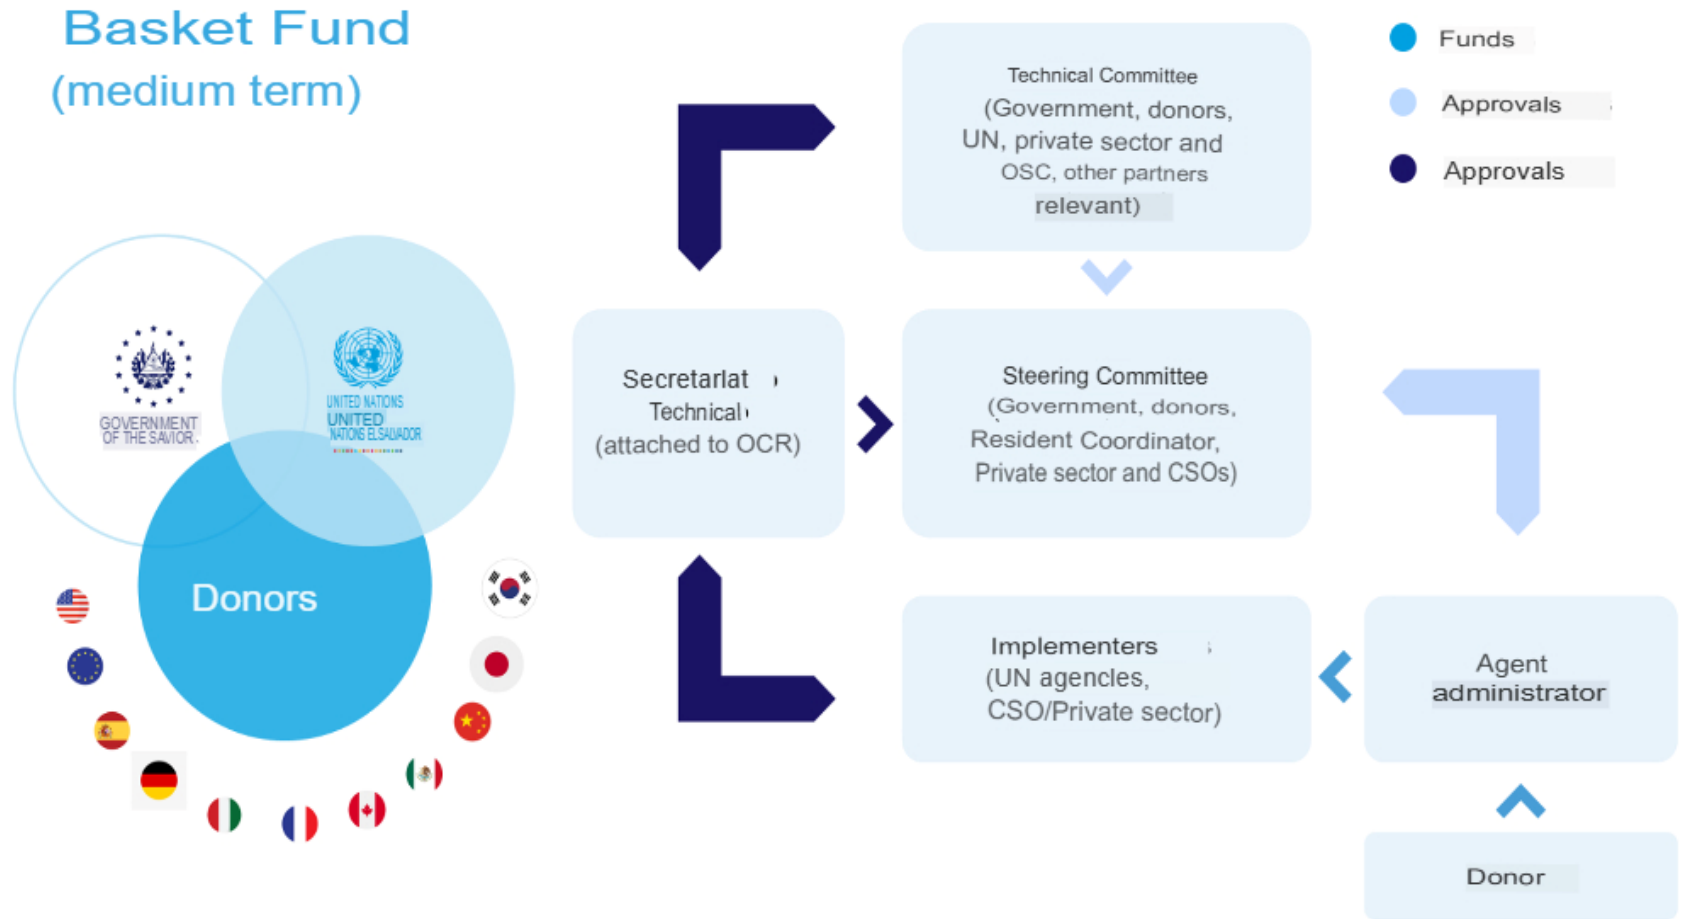 Basket Fund
(medium term)
GOVERNMENT
OF THE SAVIOR.
UNITED NATIONS
UNITED
NATIONS EL SALVADOR
Donors
Secretarlat
Technical
(attached to OCR)
Technical Committee
(Government, donors,
UN, private sector and
OSC, other partners
relevant)
Steering Committee
(Government, donors,
Resident Coordinator,
Private sector and CSOs)
Implementers
(UN agencies,
CSO/Private sector)
Agent
administrator
Donor
Funds
Approvals
Approvals